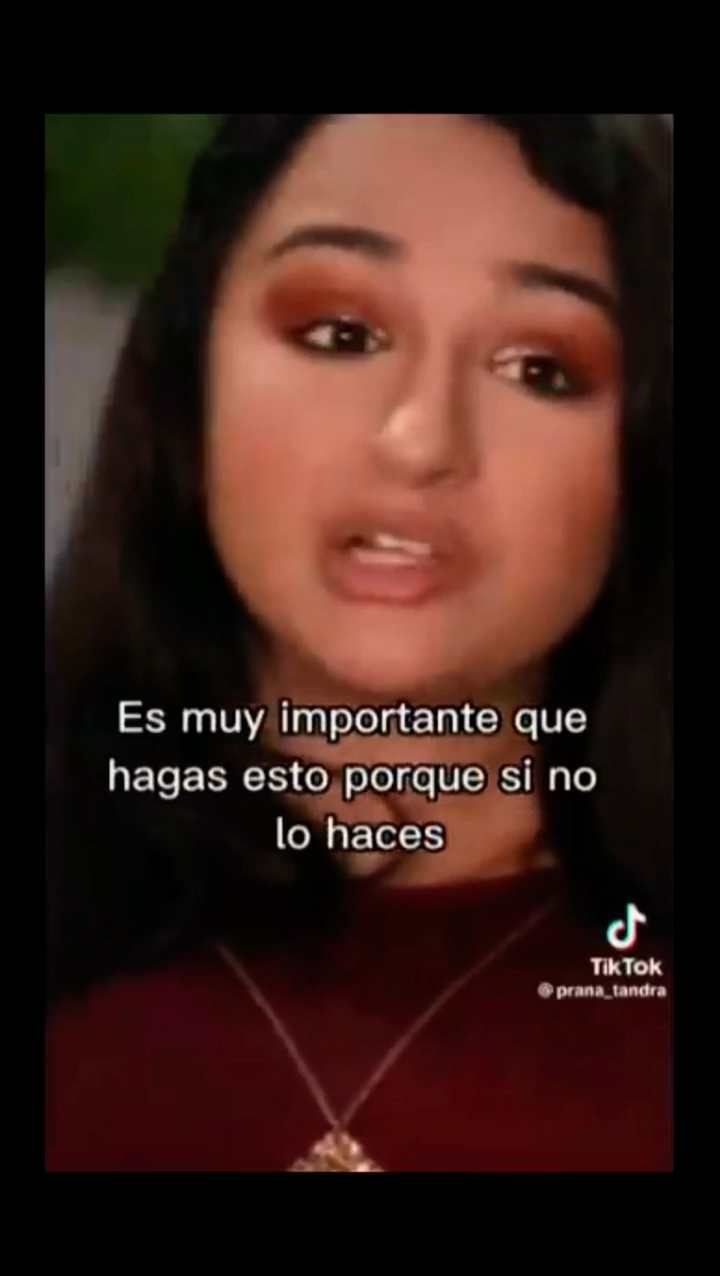 Es muy importante que
hagas esto porque si no
lo haces
TikTok
@prana_tandra